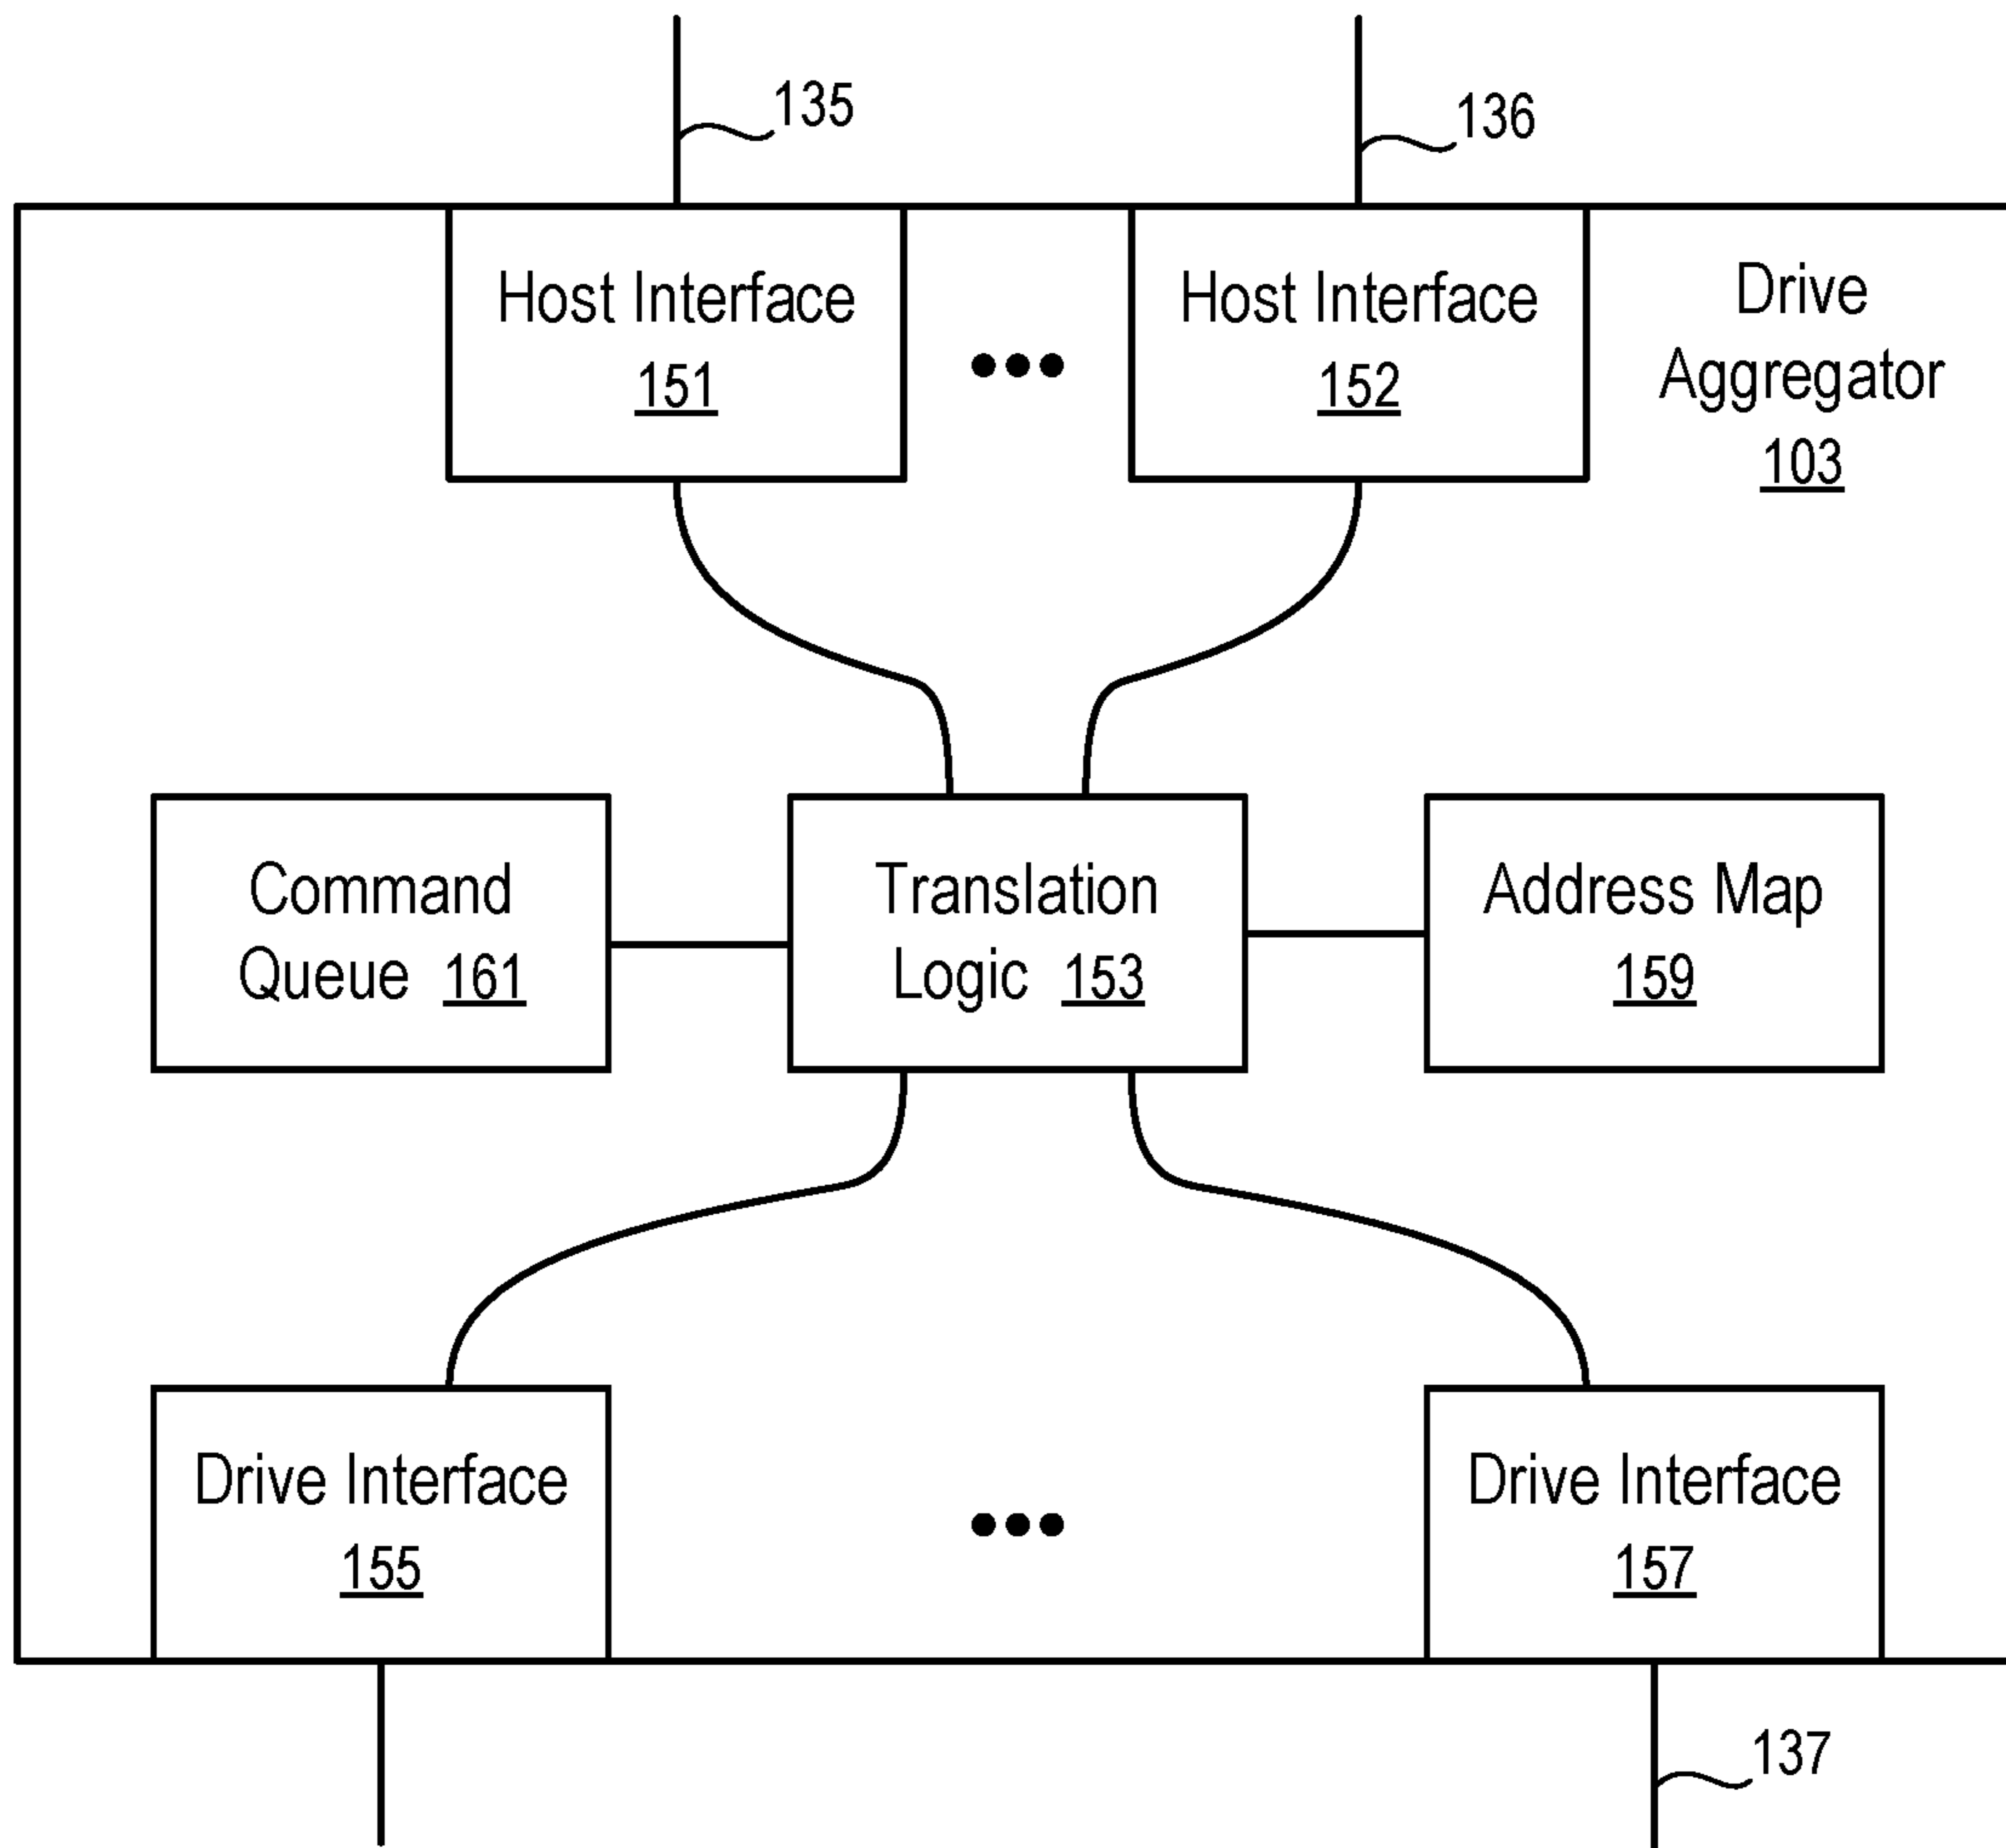 135
136
Host Interface
151
Host Interface
152
Drive
Aggregator
103
Command
Queue 161
Translation
Logic 153
Address Map
159
Drive Interface
155
Drive Interface
157
137